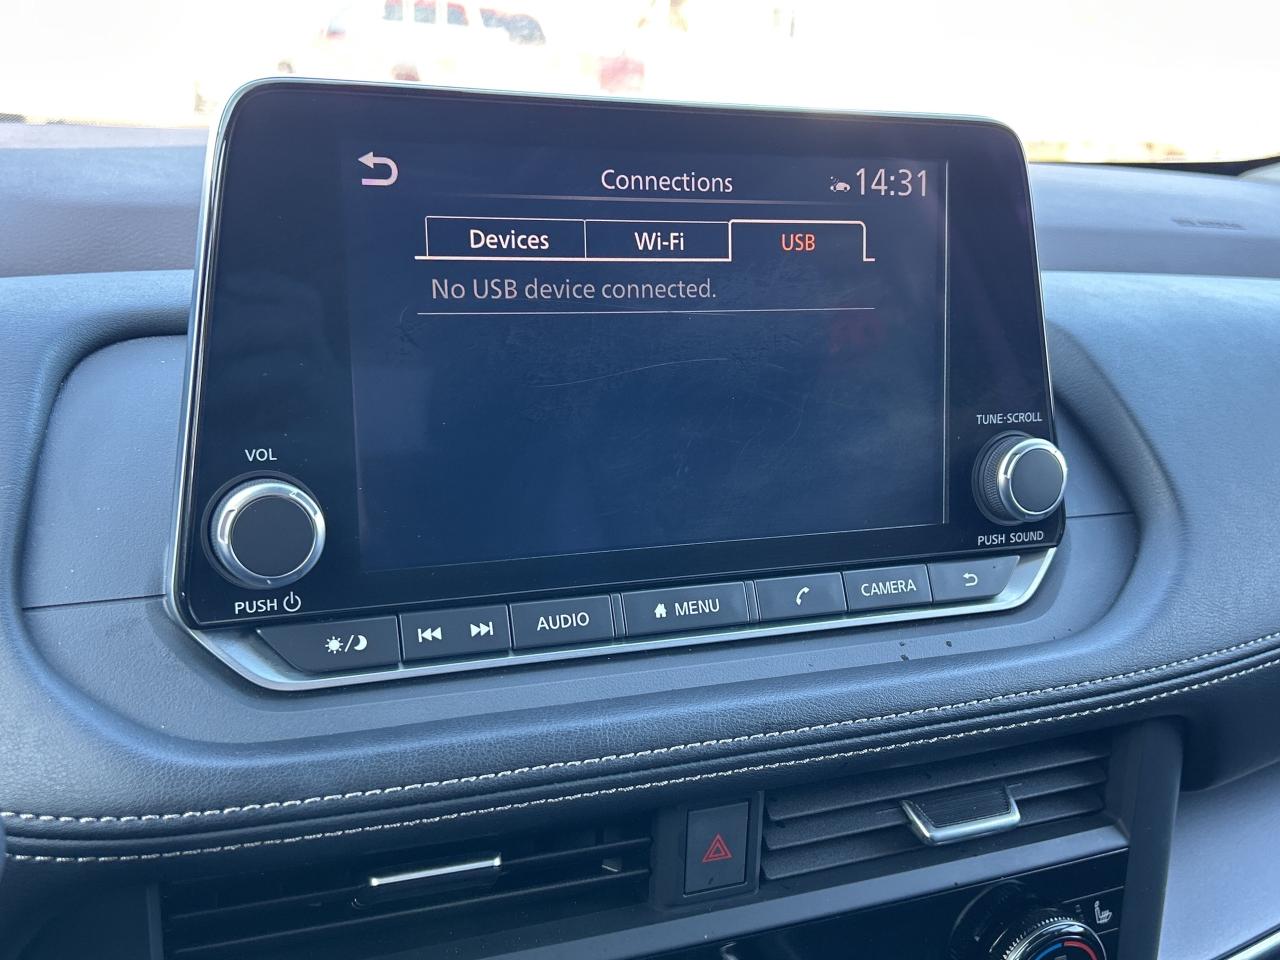 Connections
14:31
Devices
Wi-Fi
USB
No USB device connected.
VOL
PUSH
TUNE·SCROLL
PUSH SOUND
AUDIO
MENU
CAMERA